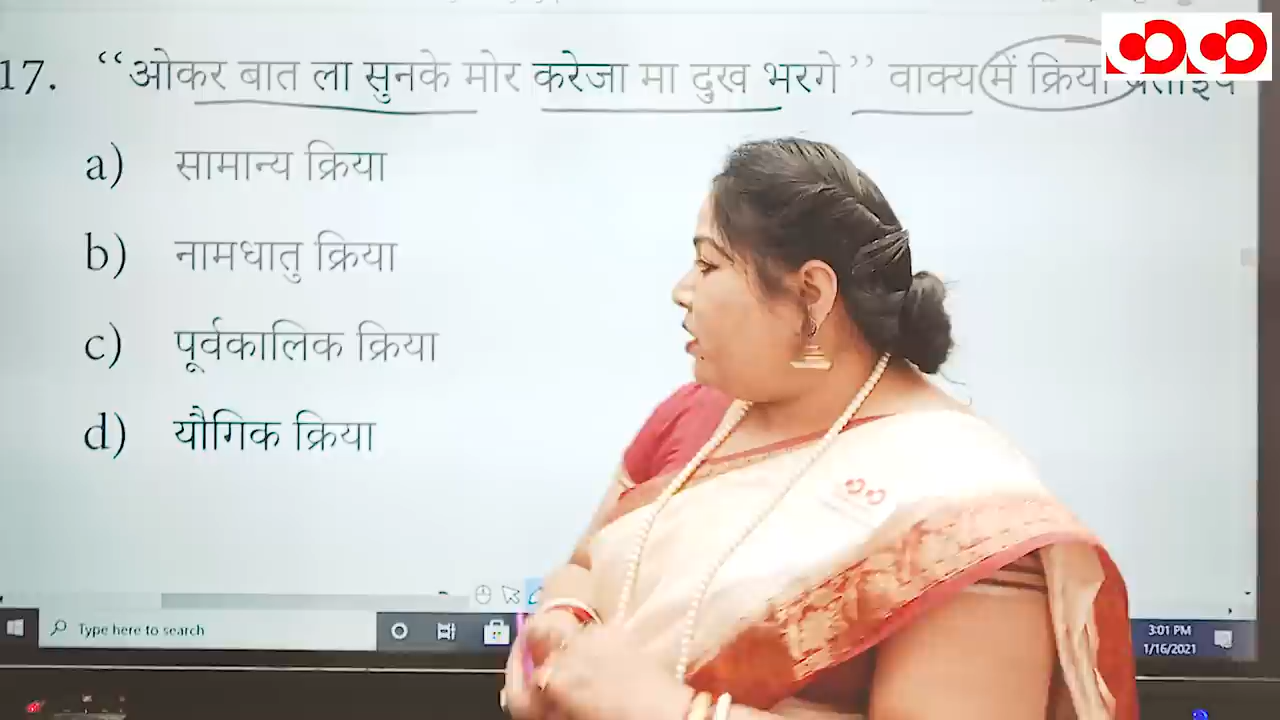 17. “ओकर बात ला सुनके मोर करेजा मा दुख भरगे” वाक्य में क्रिया
a) सामान्य क्रिया
b) नामधातु क्रिया
c) पूर्वकालिक क्रिया
d) यौगिक क्रिया
Type here to search
3:01 PM
1/16/2021